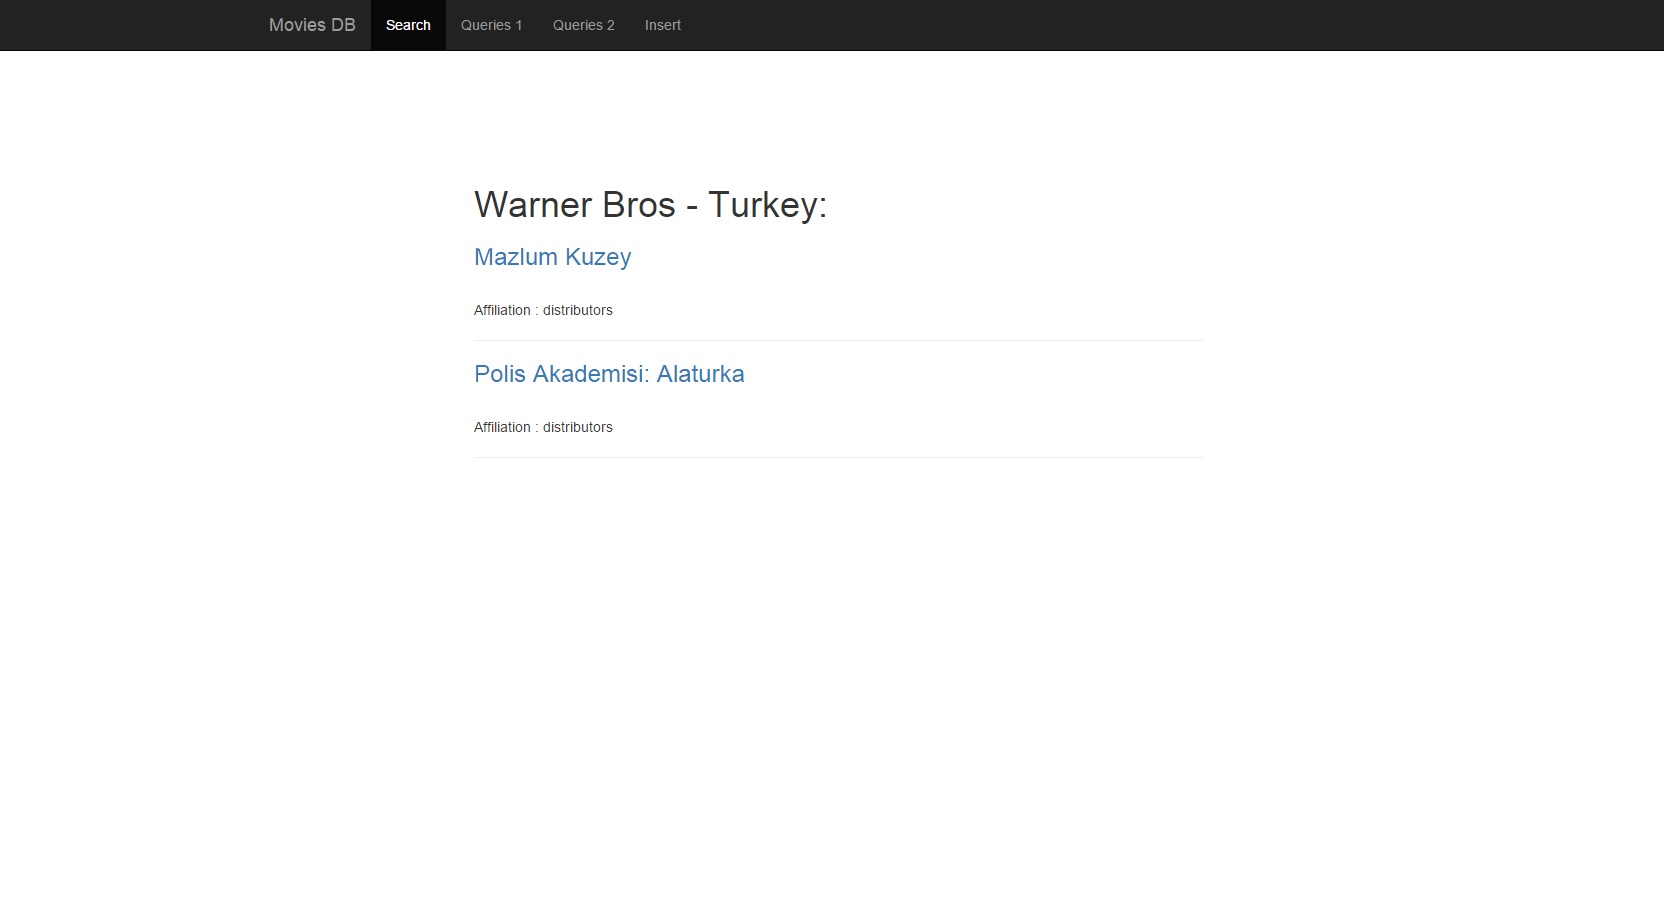 Movies DB Search Queries 1 Queries 2 Insert
Warner Bros - Turkey:
Mazlum Kuzey
Affiliation : distributors
Polis Akademisi: Alaturka
Affiliation : distributors